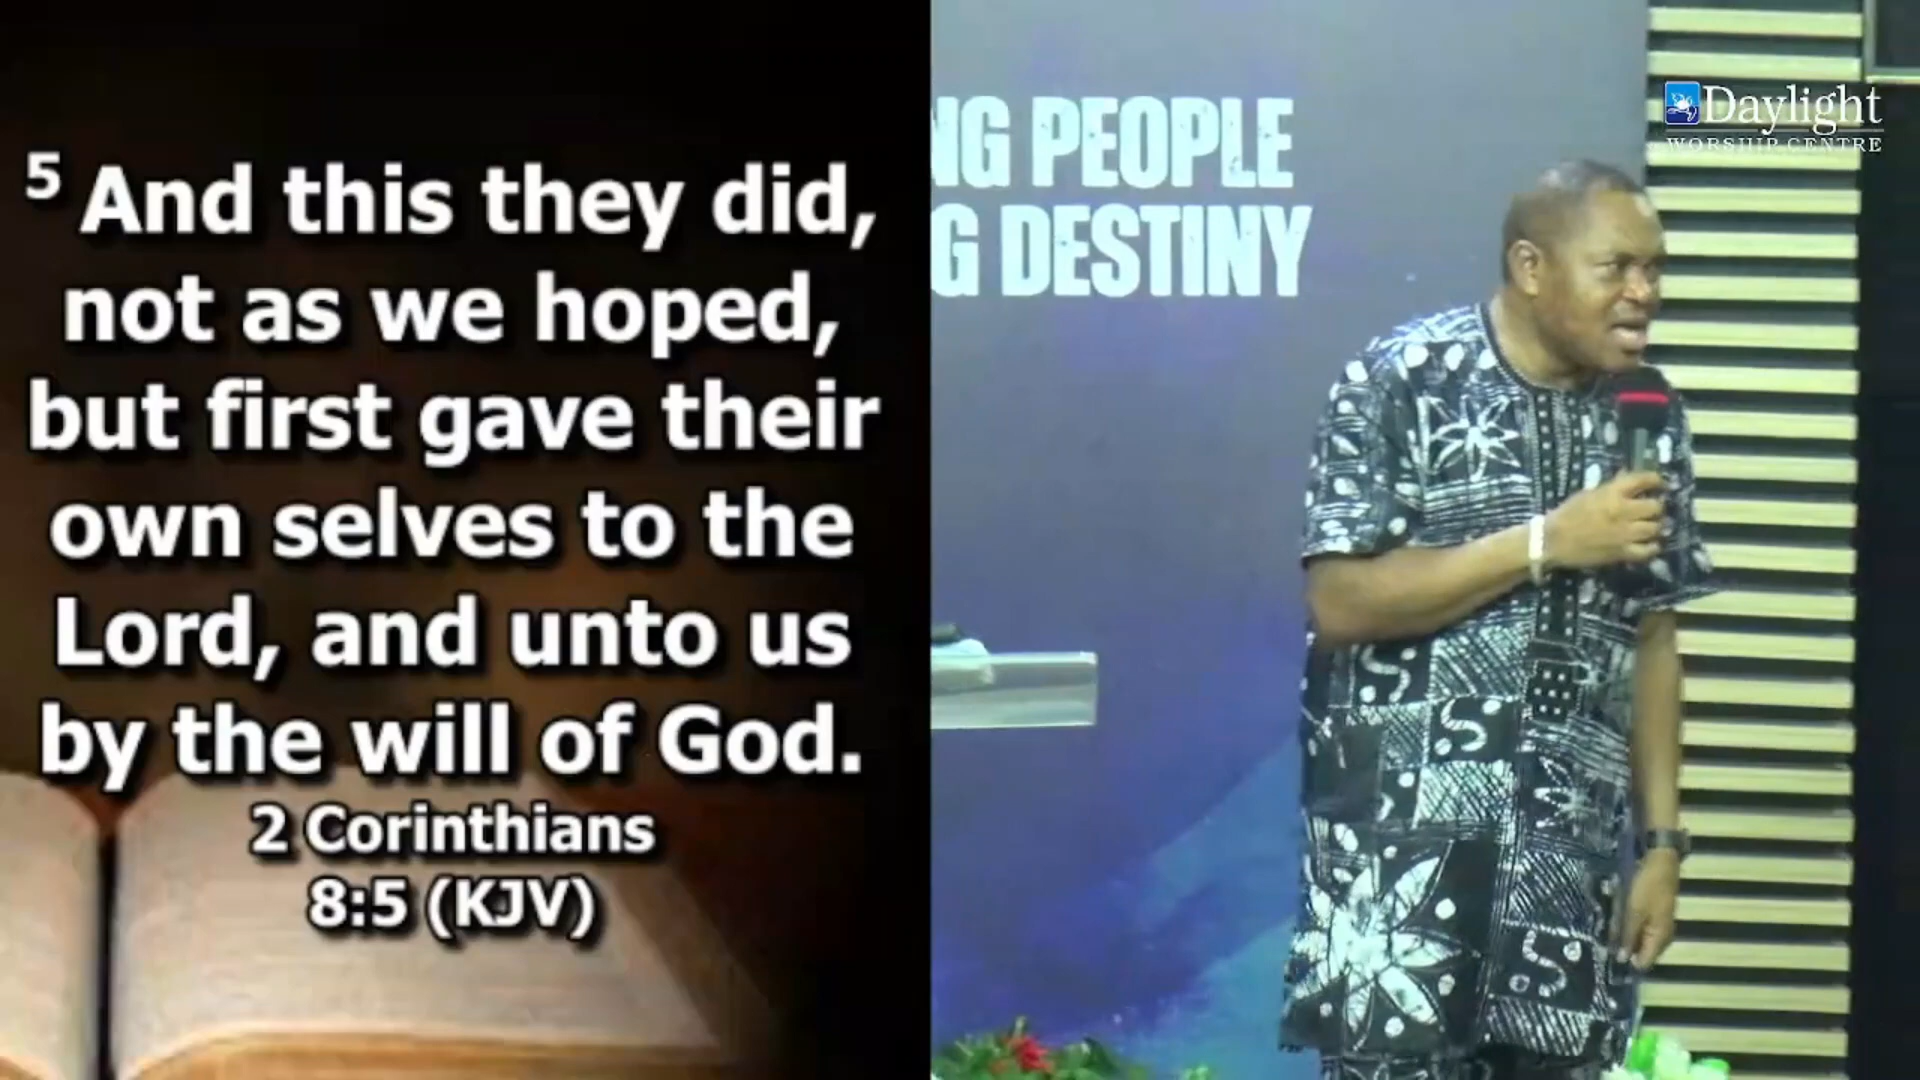 5 And this they did,
not as we hoped,
but first gave their
own selves to the
Lord, and unto us
by the will of God.
2 Corinthians
8:5 (KJV)
NG PEOPLE
G DESTINY
Daylight
WORSHIP CENTRE